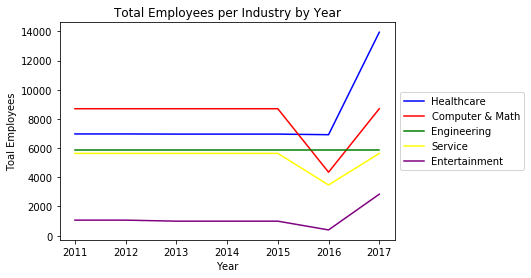 Total Employees per Industry by Year
14000
12000
10000
8000
6000
4000
2000
0
Toal Employees
2011 2012 2013 2014 2015 2016 2017
Year
Healthcare
Computer & Math
Engineering
Service
Entertainment